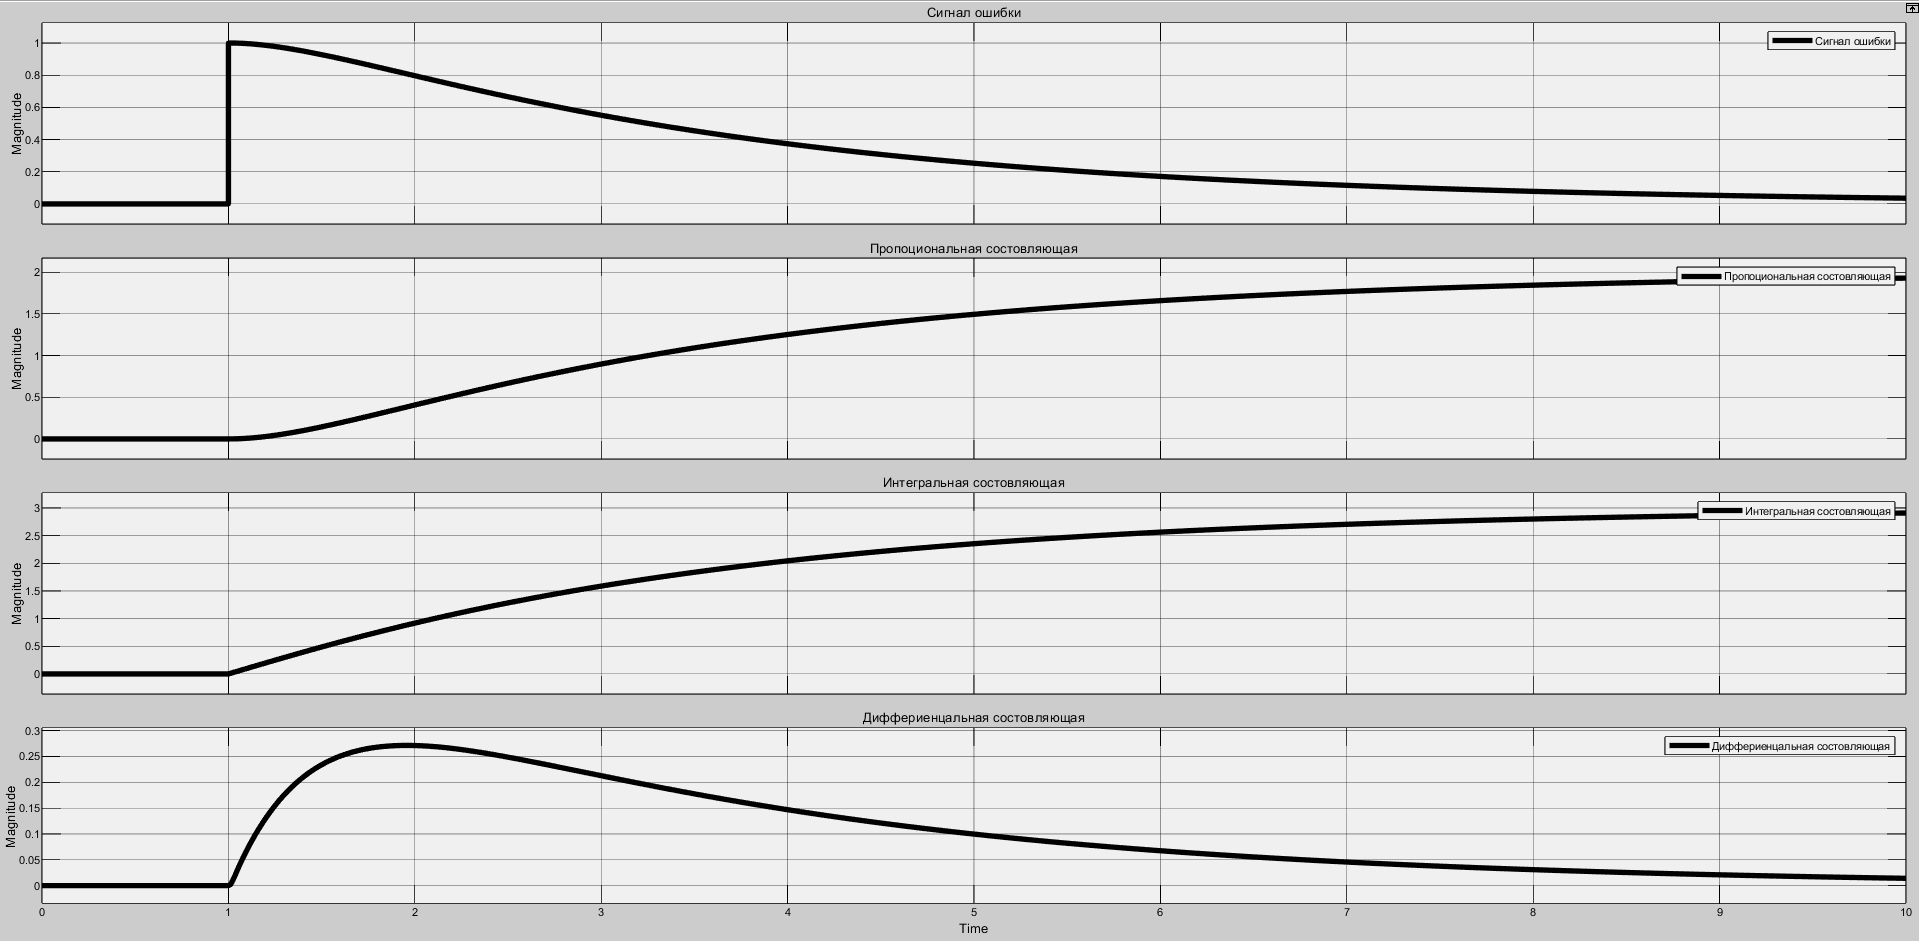 Сигнал ошибки
Magnitude
1
0.8
0.6
0.4
0.2
0
Сигнал ошибки
Пропоциональная состовляющая
Magnitude
2
1.5
1
0.5
0
Пропоциональная состовляющая
Интегральная состовляющая
Magnitude
3
2.5
2
1.5
1
0.5
0
Интегральная состовляющая
Диффериенцальная состовляющая
Magnitude
0.3
0.25
0.2
0.15
0.1
0.05
0
Диффериенцальная состовляющая
0 1 2 3 4 5 6 7 8 9 10
Time